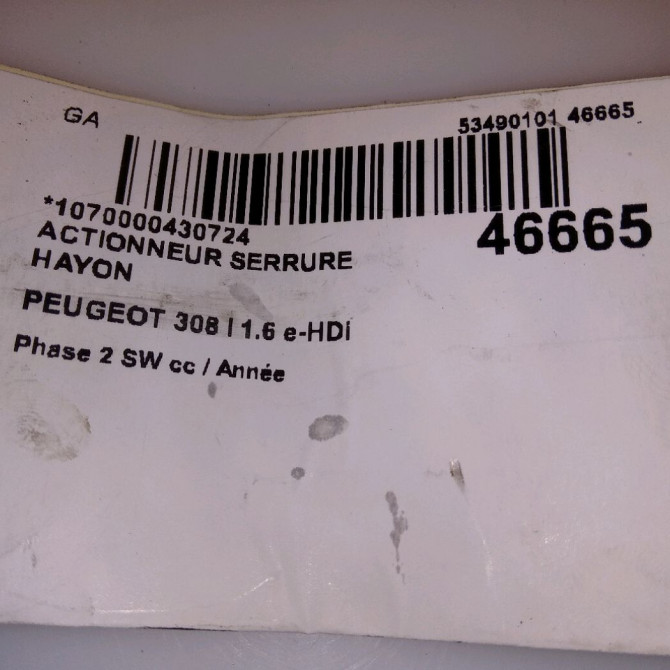 GA
53490101 46665
*1070000430724
46665
ACTIONNEUR SERRURE
HAYON
PEUGEOT 308 I 1.6 e-HDi
Phase 2 SW cc / Année